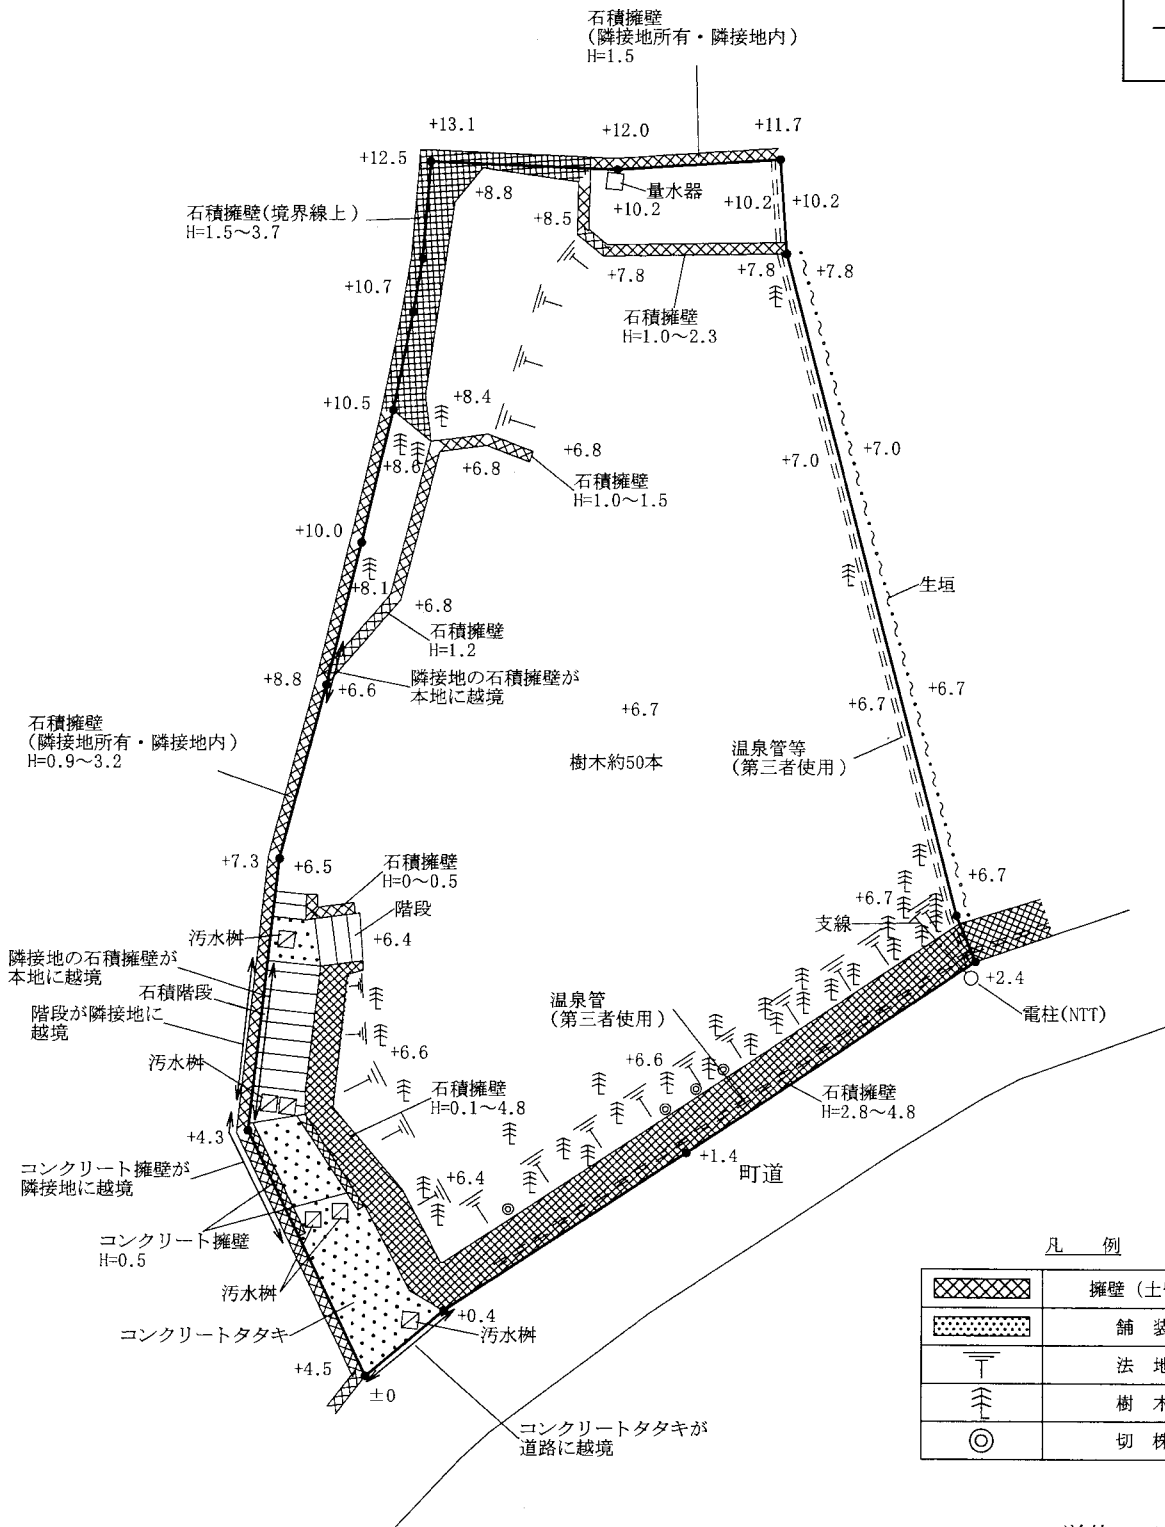 石積擁壁
(隣接地所有・隣接地内)
H=1.5
+13.1
+12.0
+11.7
+12.5
+8.8
量水器
+10.2
+10.2
+10.2
石積擁壁(境界線上)
H=1.5～3.7
+8.5
+7.8
+7.8
+7.8
+10.7
石積擁壁
H=1.0～2.3
+10.5
+8.4
+8.6
+6.8
+6.8
+7.0
+7.0
石積擁壁
H=1.0～1.5
+10.0
+8.1
+6.8
生垣
石積擁壁
H=1.2
+8.8
+6.6
隣接地の石積擁壁が
本地に越境
+6.7
+6.7
+6.7
石積擁壁
(隣接地所有・隣接地内)
H=0.9～3.2
樹木約50本
温泉管等
(第三者使用)
+7.3
+6.5
石積擁壁
H=0～0.5
階段
+6.7
+6.7
支線
汚水桝
+6.4
隣接地の石積擁壁が
本地に越境
石積階段
階段が隣接地に
越境
+2.4
電柱(NTT)
温泉管
(第三者使用)
汚水桝
+6.6
+6.6
石積擁壁
H=0.1～4.8
石積擁壁
H=2.8～4.8
+4.3
+1.4
町道
コンクリート擁壁が
隣接地に越境
+6.4
コンクリート擁壁
H=0.5
汚水桝
コンクリートタタキ
+0.4
汚水桝
+4.5
±0
コンクリートタタキが
道路に越境
凡 例
擁壁(土
舗 装
法 地
樹 木
切 株